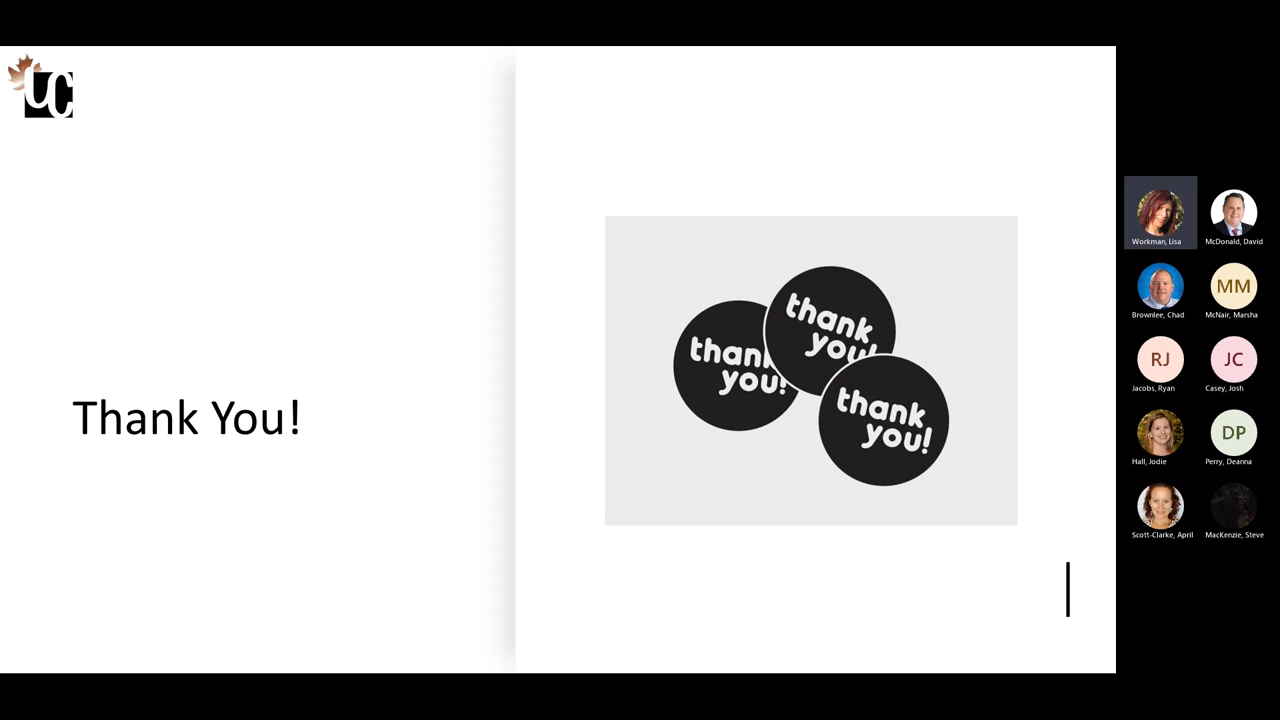 UC
Thank You!
thank
you!
thank
you!
thank
you!
Workman, Lisa
McDonald, David
Brownlee, Chad
MM
McNair, Marsha
RJ
Jacobs, Ryan
JC
Casey, Josh
Hall, Jodie
DP
Perry, Deanna
Scott-Clarke, April
MacKenzie, Steve